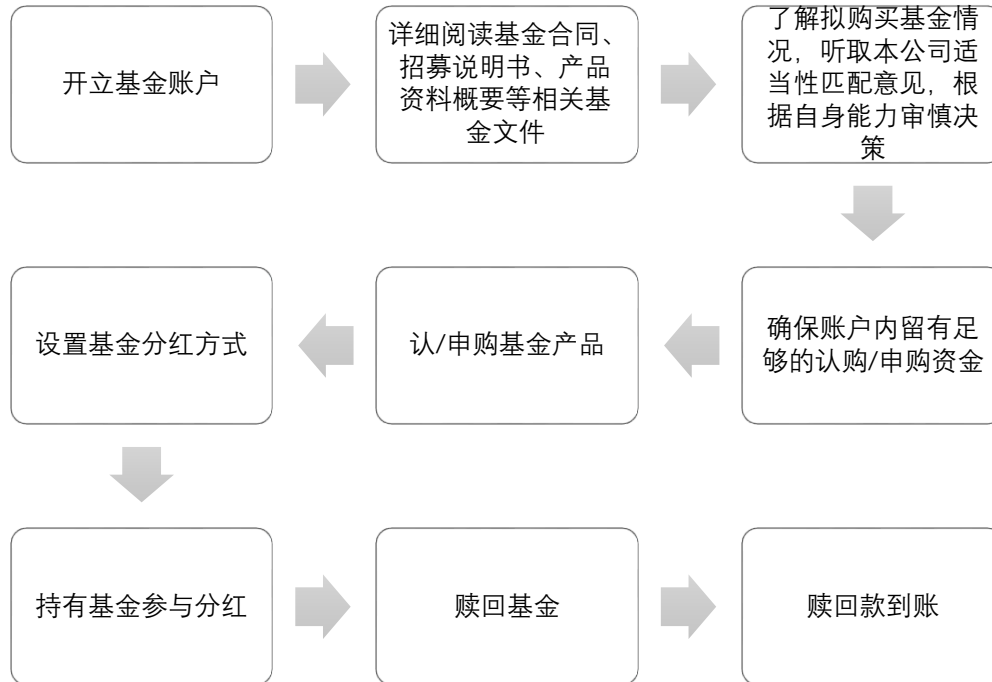 开立基金账户
详细阅读基金合同、
招募说明书、产品
资料概要等相关基
金文件
了解拟购买基金情
况，听取本公司适
当性匹配意见，根
据自身能力审慎决
策
确保账户内留有足
够的认购/申购资金
认/申购基金产品
设置基金分红方式
持有基金参与分红
赎回基金
赎回款到账